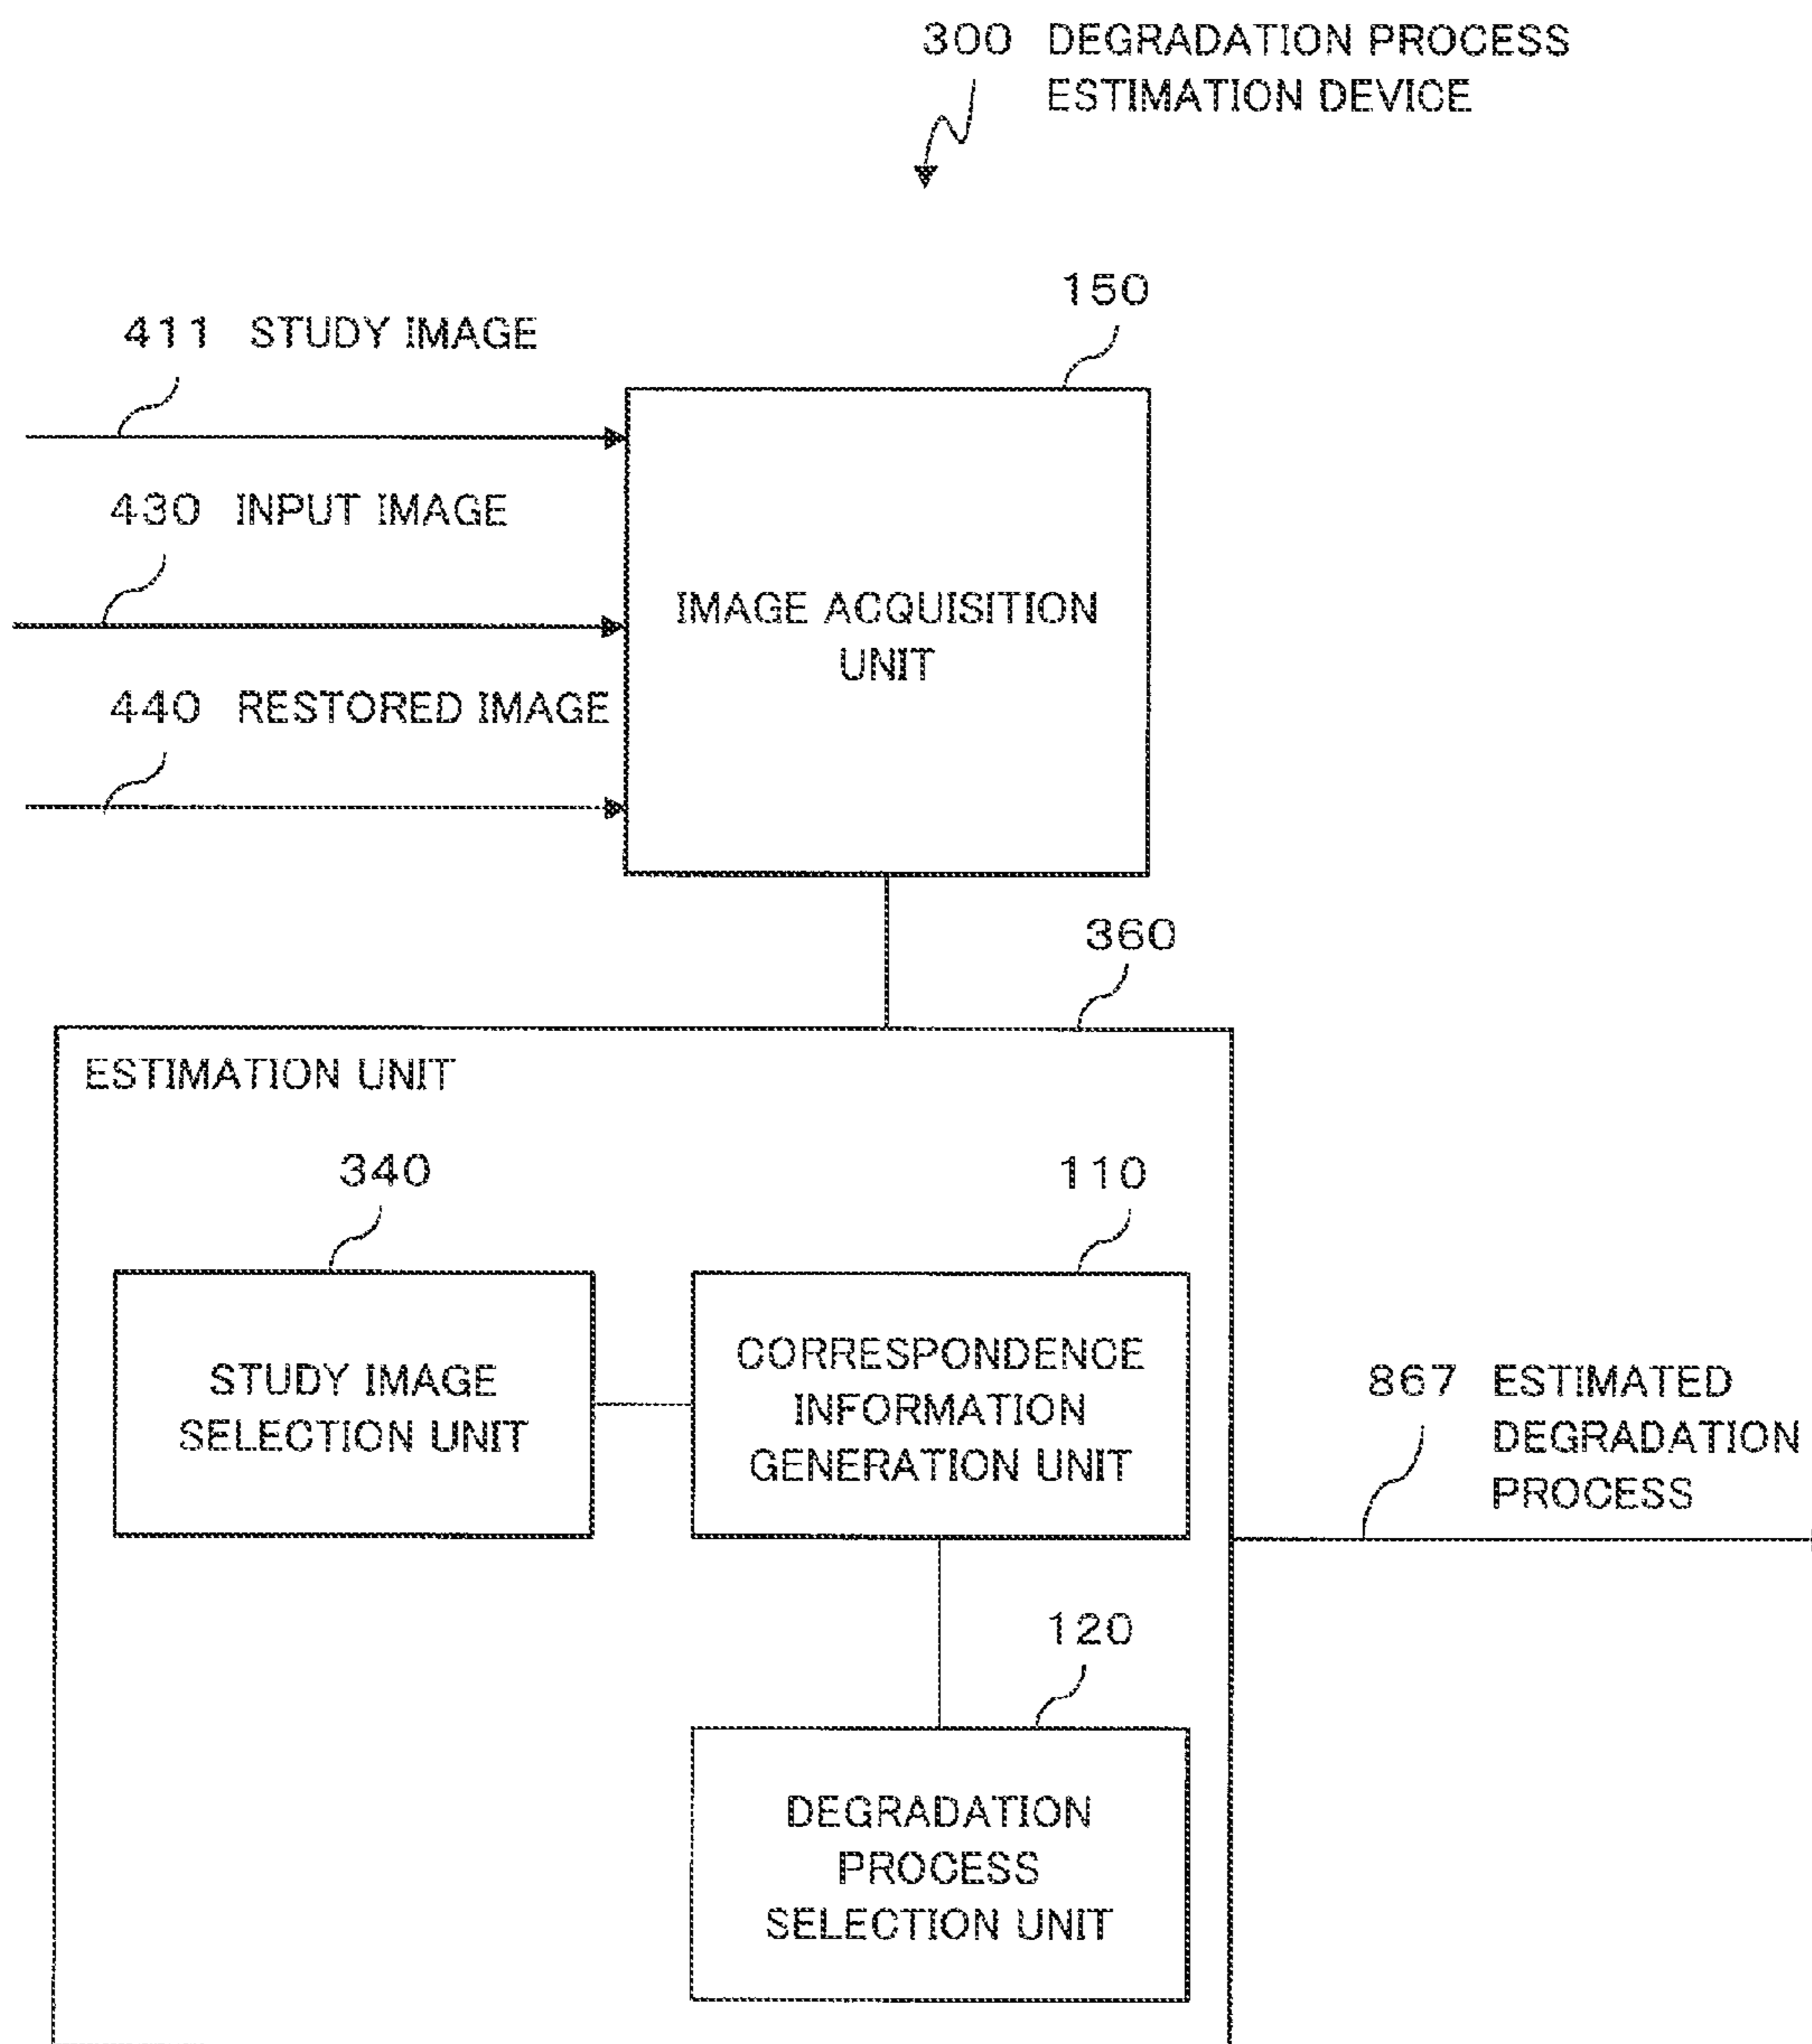 300 DEGRADATION PROCESS
ESTIMATION DEVICE
150
411 STUDY IMAGE
430 INPUT IMAGE
IMAGE ACQUISITION
UNIT
440 RESTORED IMAGE
360
ESTIMATION UNIT
340
110
STUDY IMAGE
SELECTION UNIT
CORRESPONDENCE
INFORMATION
GENERATION UNIT
867 ESTIMATED
DEGRADATION
PROCESS
120
DEGRADATION
PROCESS
SELECTION UNIT